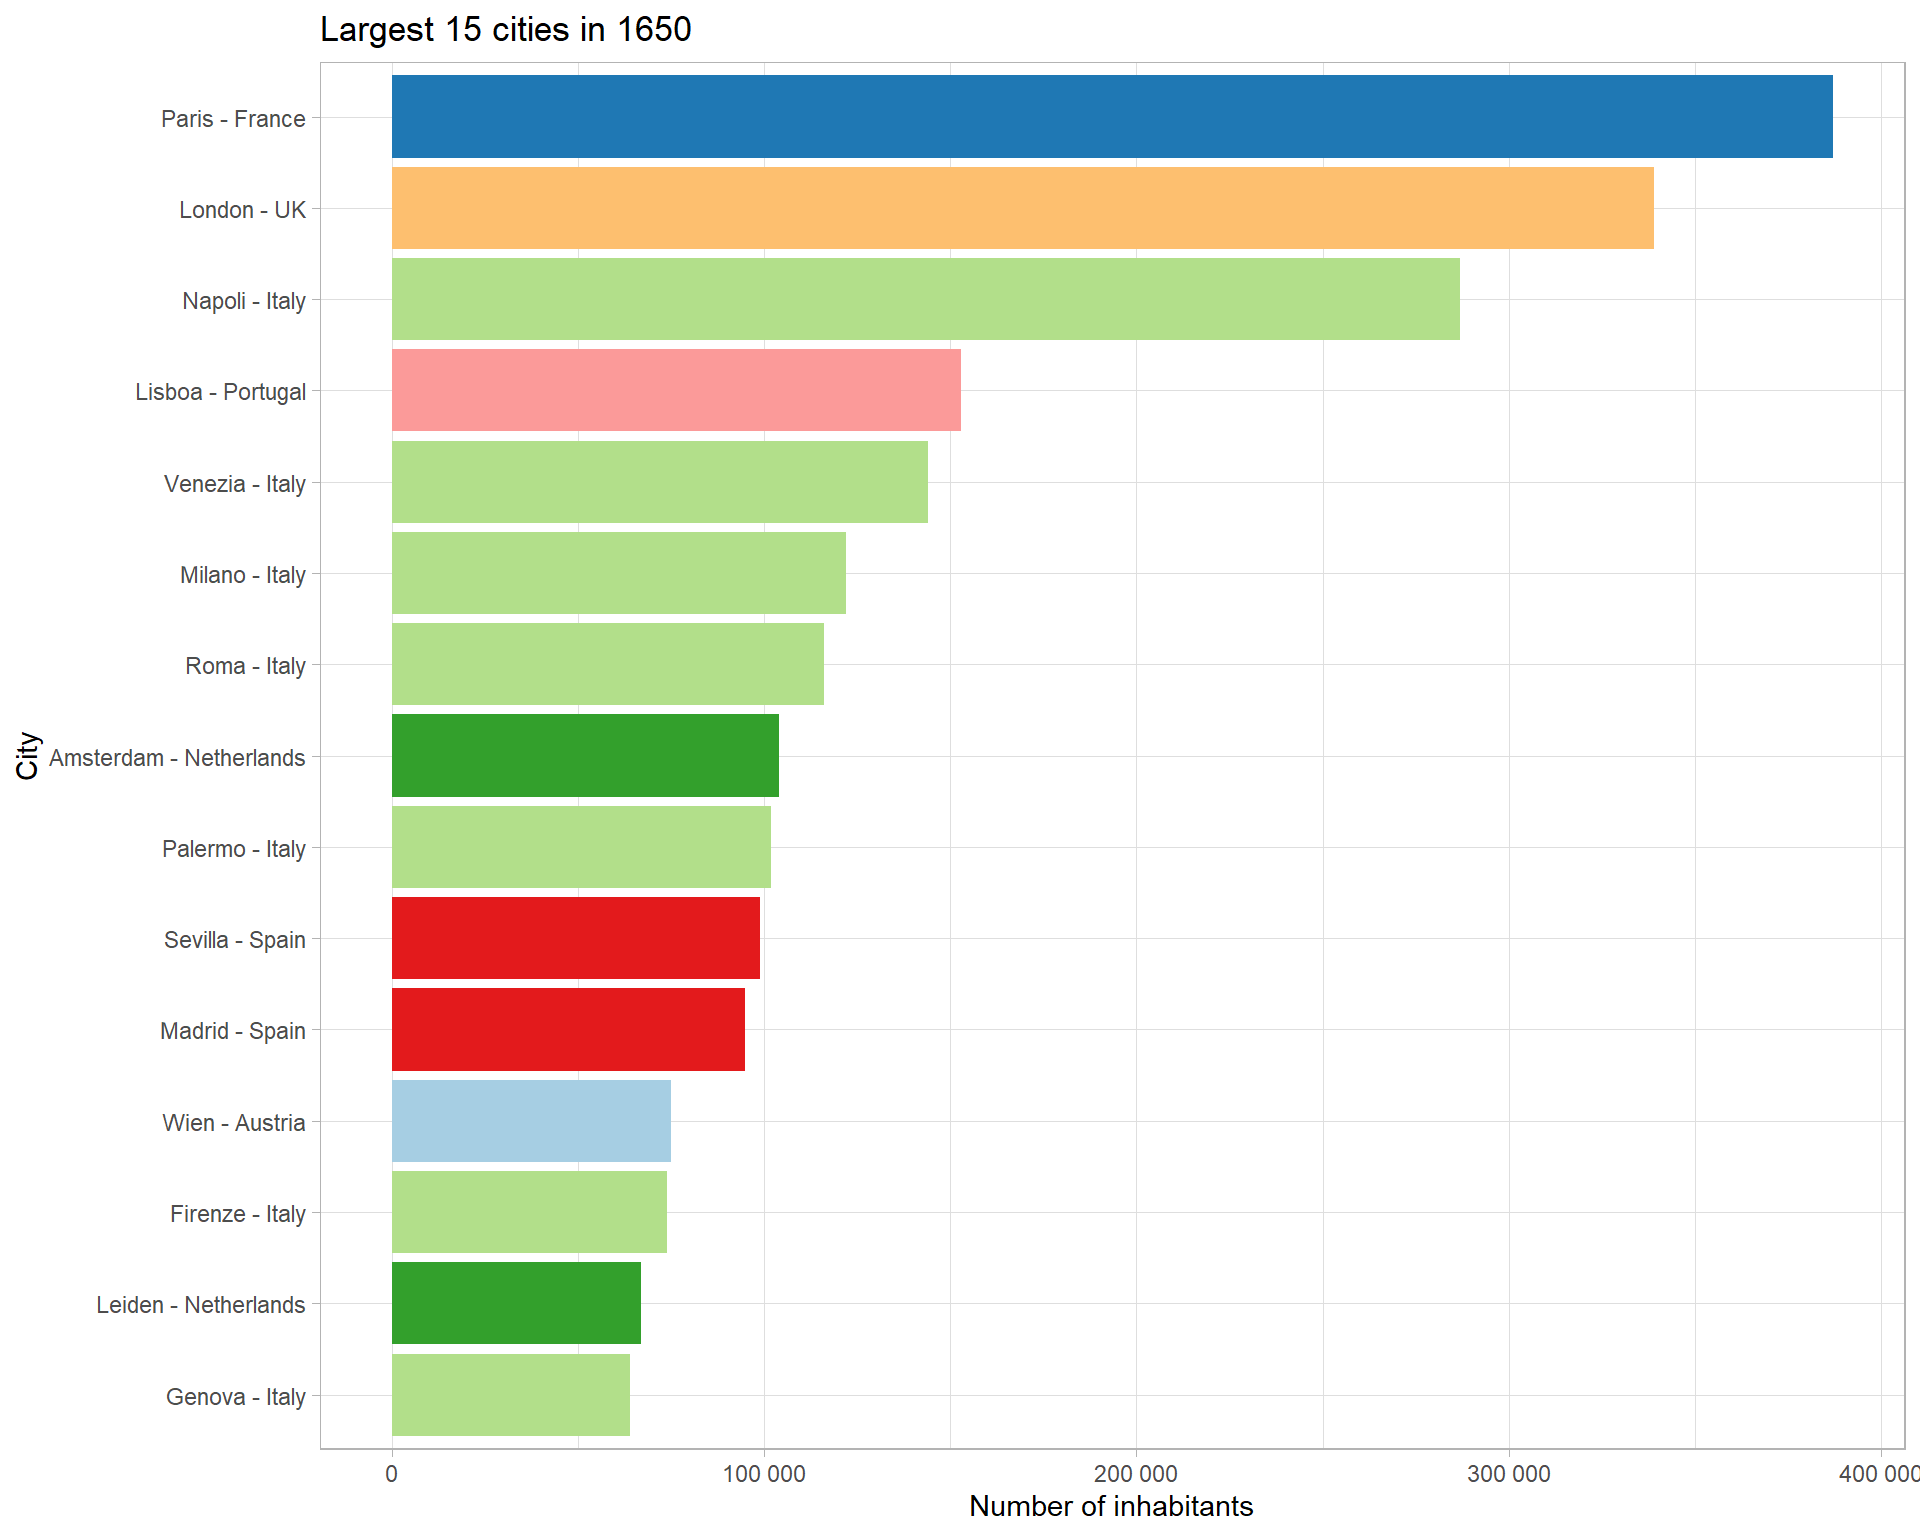 Largest 15 cities in 1650
Paris - France
London - UK
Napoli - Italy
Lisboa - Portugal
Venezia - Italy
Milano - Italy
Roma - Italy
Amsterdam - Netherlands
Palermo - Italy
Sevilla - Spain
Madrid - Spain
Wien - Austria
Firenze - Italy
Leiden - Netherlands
Genova - Italy
City
0 100 000 200 000 300 000 400 000
Number of inhabitants